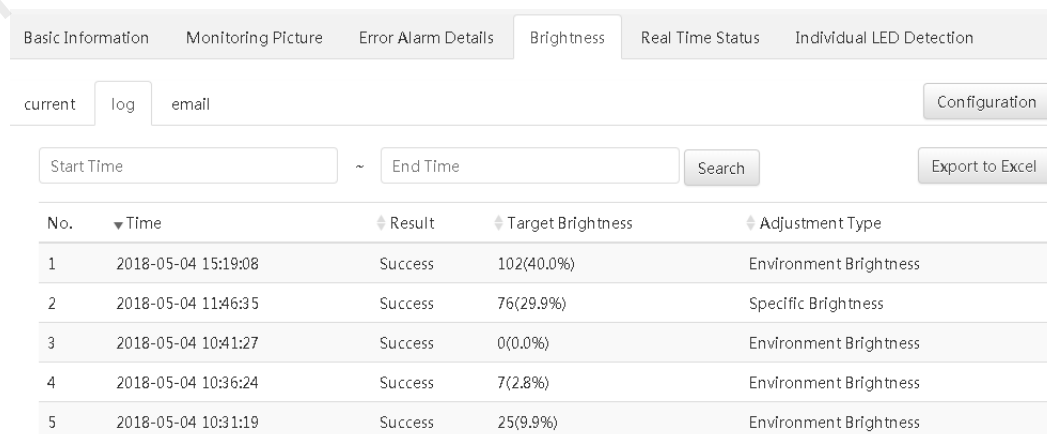 Basic Information Monitoring Picture Error Alarm Details Brightness Real Time Status Individual LED Detection
current log email Configuration
Start Time ~ End Time Search Export to Excel
No. Time Result Target Brightness Adjustment Type
1 2018-05-04 15:19:08 Success 102(40.0%) Environment Brightness
2 2018-05-04 11:46:35 Success 76(29.9%) Specific Brightness
3 2018-05-04 10:41:27 Success 0(0.0%) Environment Brightness
4 2018-05-04 10:36:24 Success 7(2.8%) Environment Brightness
5 2018-05-04 10:31:19 Success 25(9.9%) Environment Brightness